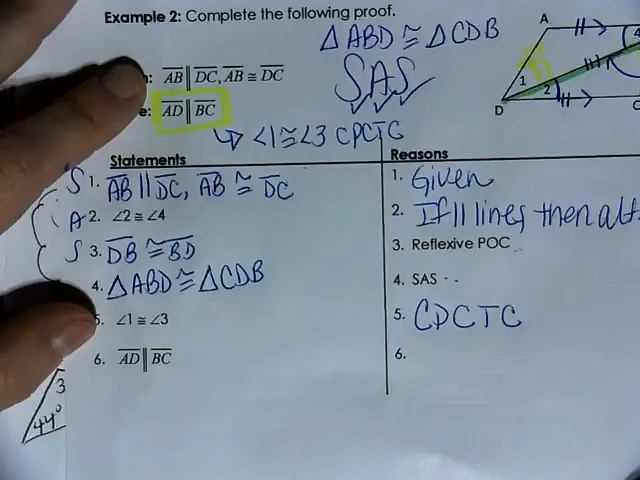 Example 2: Complete the following proof.
△ABD ≅ △CDB
: AB ∥ DC, AB ≅ DC
SAS
e: AD ∥ BC
↳ ∠1≅∠3 CPCTC
Statements
Reasons
S 1. AB ∥ DC, AB ≅ DC
1. Given
A 2. ∠2 ≅ ∠4
2. If ∥ lines, then alt.
S 3. DB ≅ BD
3. Reflexive POC
4. △ABD ≅ △CDB
4. SAS
5. ∠1 ≅ ∠3
5. CPCTC
6. AD ∥ BC
6.
A
4
1
2
D
3
44°